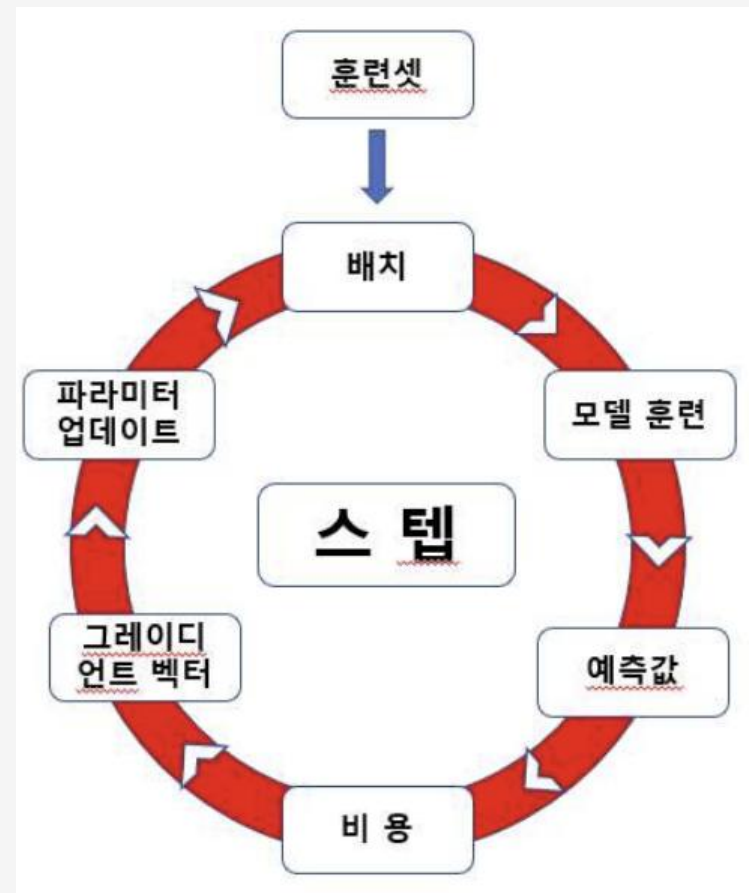 훈련셋
배치
모델 훈련
예측값
비 용
그레이디
언트 벡터
파라미터
업데이트
스 텝